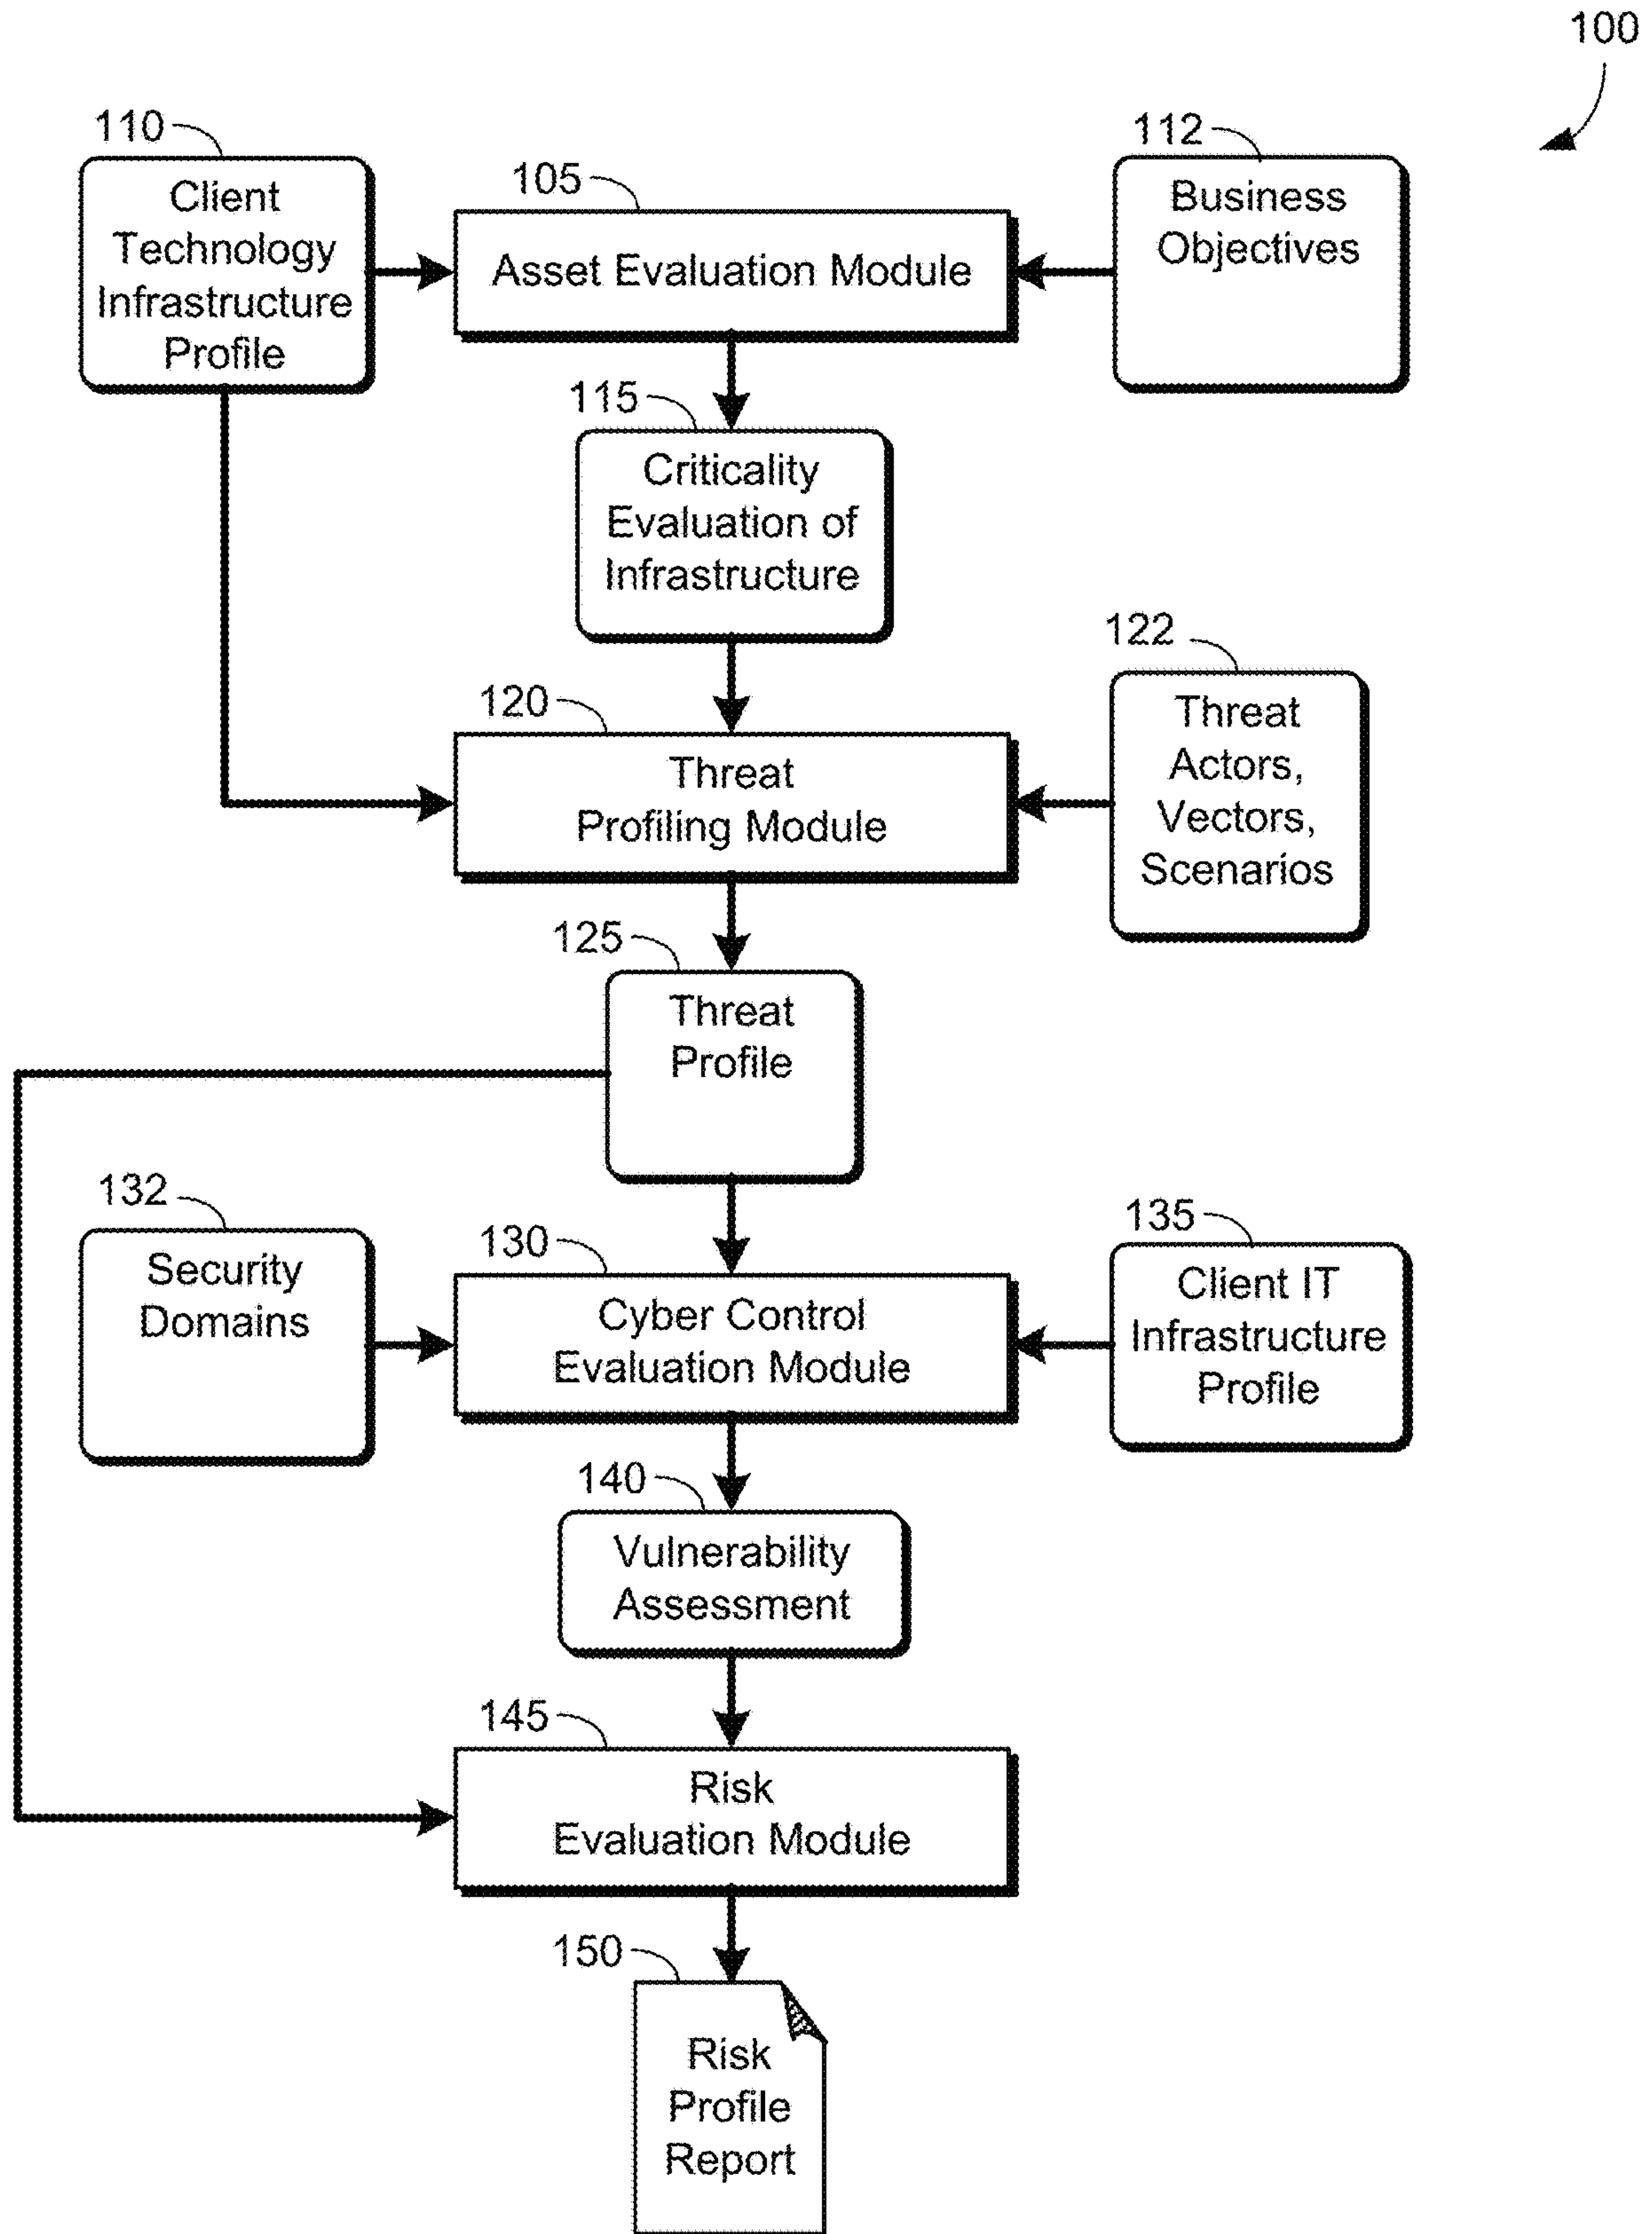 100
110
Client
Technology
Infrastructure
Profile
105
Asset Evaluation Module
112
Business
Objectives
115
Criticality
Evaluation of
Infrastructure
120
Threat
Profiling Module
122
Threat
Actors,
Vectors,
Scenarios
125
Threat
Profile
132
Security
Domains
130
Cyber Control
Evaluation Module
135
Client IT
Infrastructure
Profile
140
Vulnerability
Assessment
145
Risk
Evaluation Module
150
Risk
Profile
Report